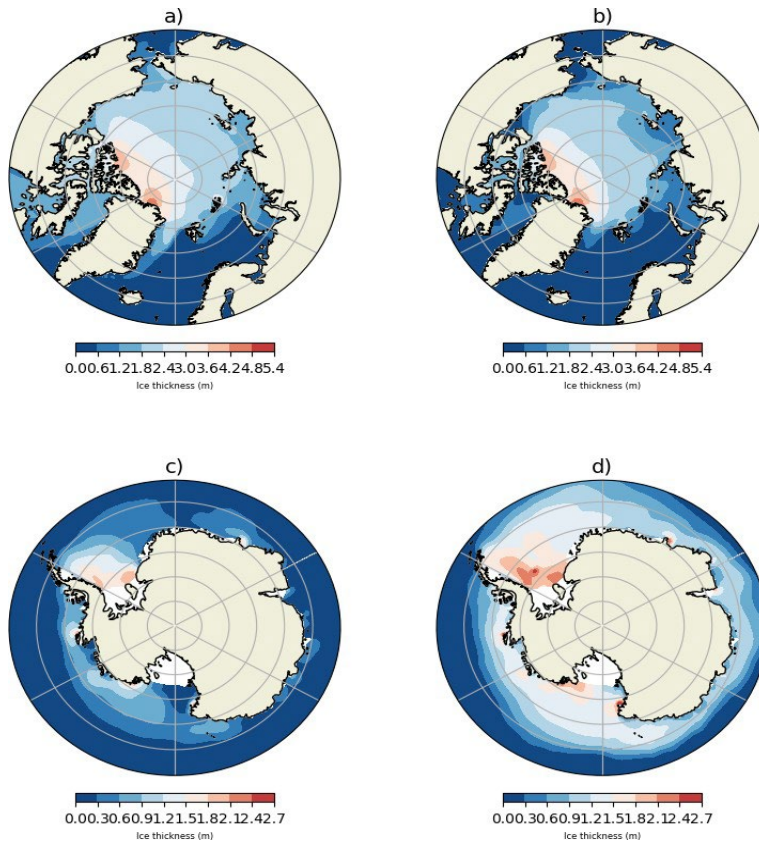 a) b)
0.00.61.21.82.43.03.64.24.85.4 0.00.61.21.82.43.03.64.24.85.4
Ice thickness (m) Ice thickness (m)
c) d)
0.00.30.60.91.21.51.82.12.42.7 0.00.30.60.91.21.51.82.12.42.7
Ice thickness (m) Ice thickness (m)